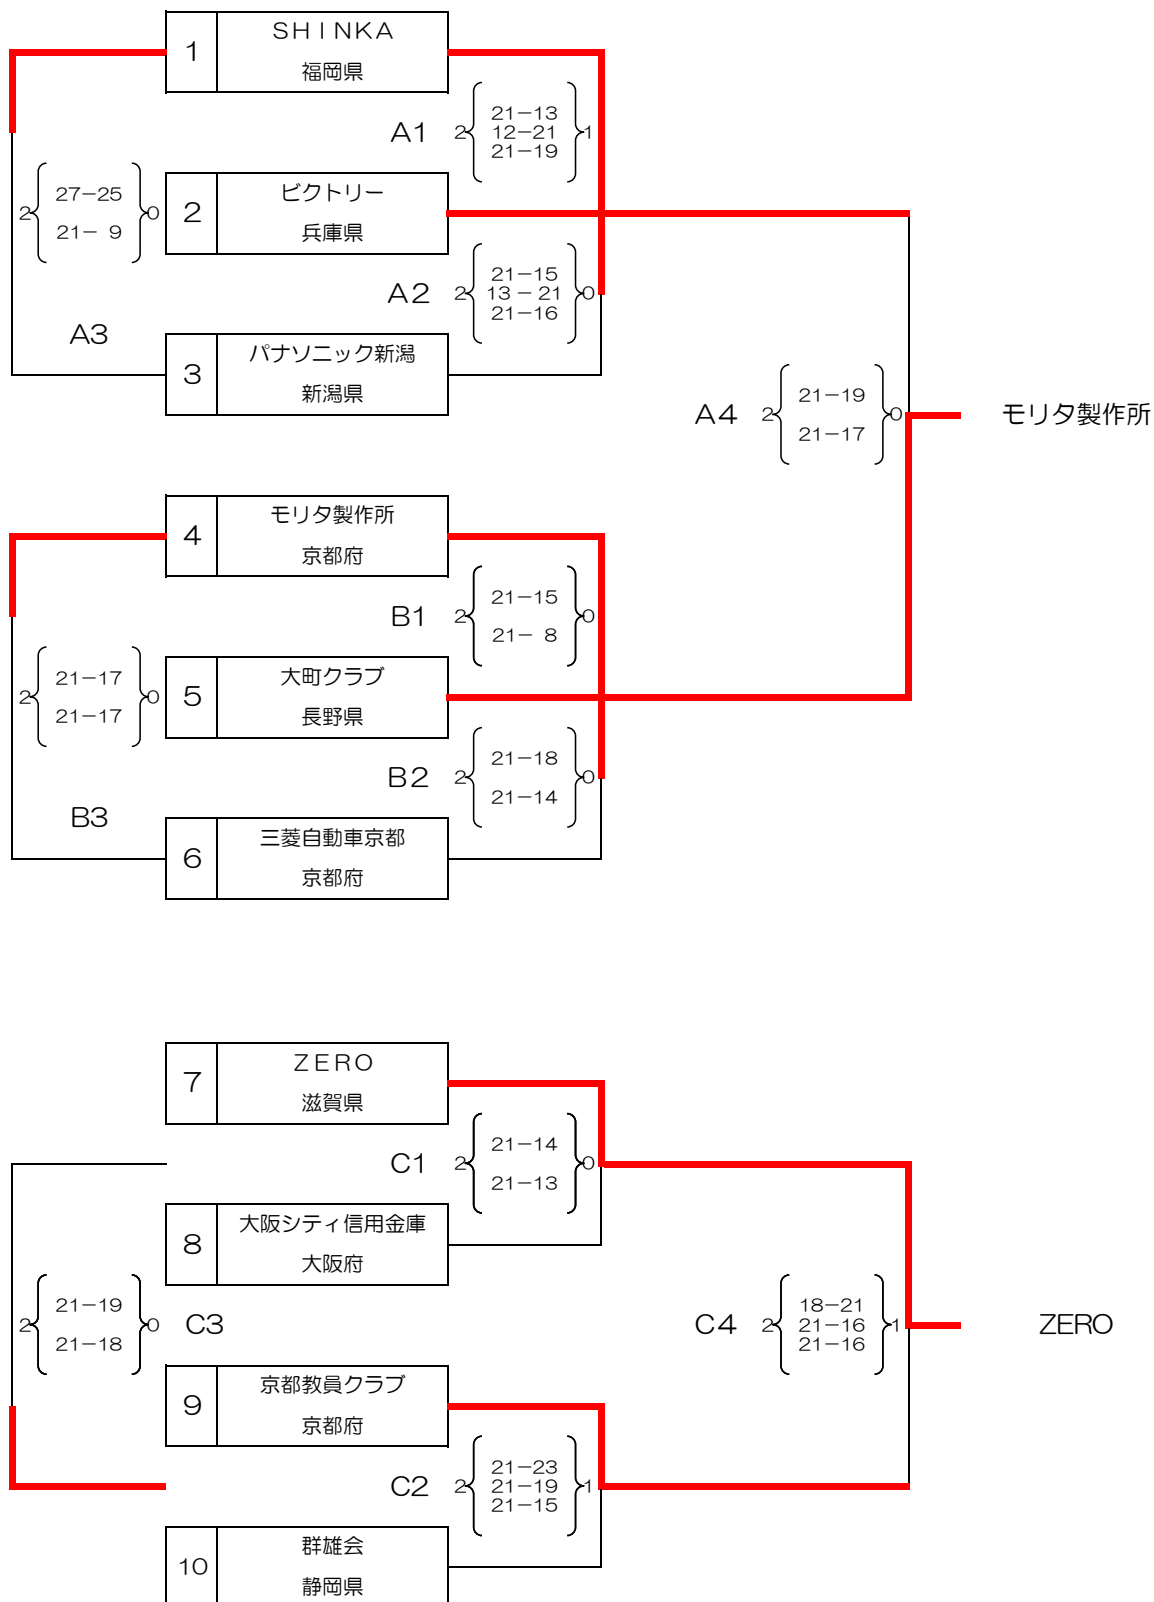 1
ＳＨＩＮＫＡ
福岡県
A1
2
21－13
12－21
21－19
1
2
27－25
21－ 9
0
2
ビクトリー
兵庫県
A2
2
21－15
13－21
21－16
0
A3
3
パナソニック新潟
新潟県
A4
2
21－19
21－17
0
モリタ製作所
4
モリタ製作所
京都府
B1
2
21－15
21－ 8
0
2
21－17
21－17
0
5
大町クラブ
長野県
B2
2
21－18
21－14
0
B3
6
三菱自動車京都
京都府
7
ＺＥＲＯ
滋賀県
C1
2
21－14
21－13
0
8
大阪シティ信用金庫
大阪府
2
21－19
21－18
0
C3
C4
2
18－21
21－16
21－16
1
ZERO
9
京都教員クラブ
京都府
C2
2
21－23
21－19
21－15
1
10
群雄会
静岡県